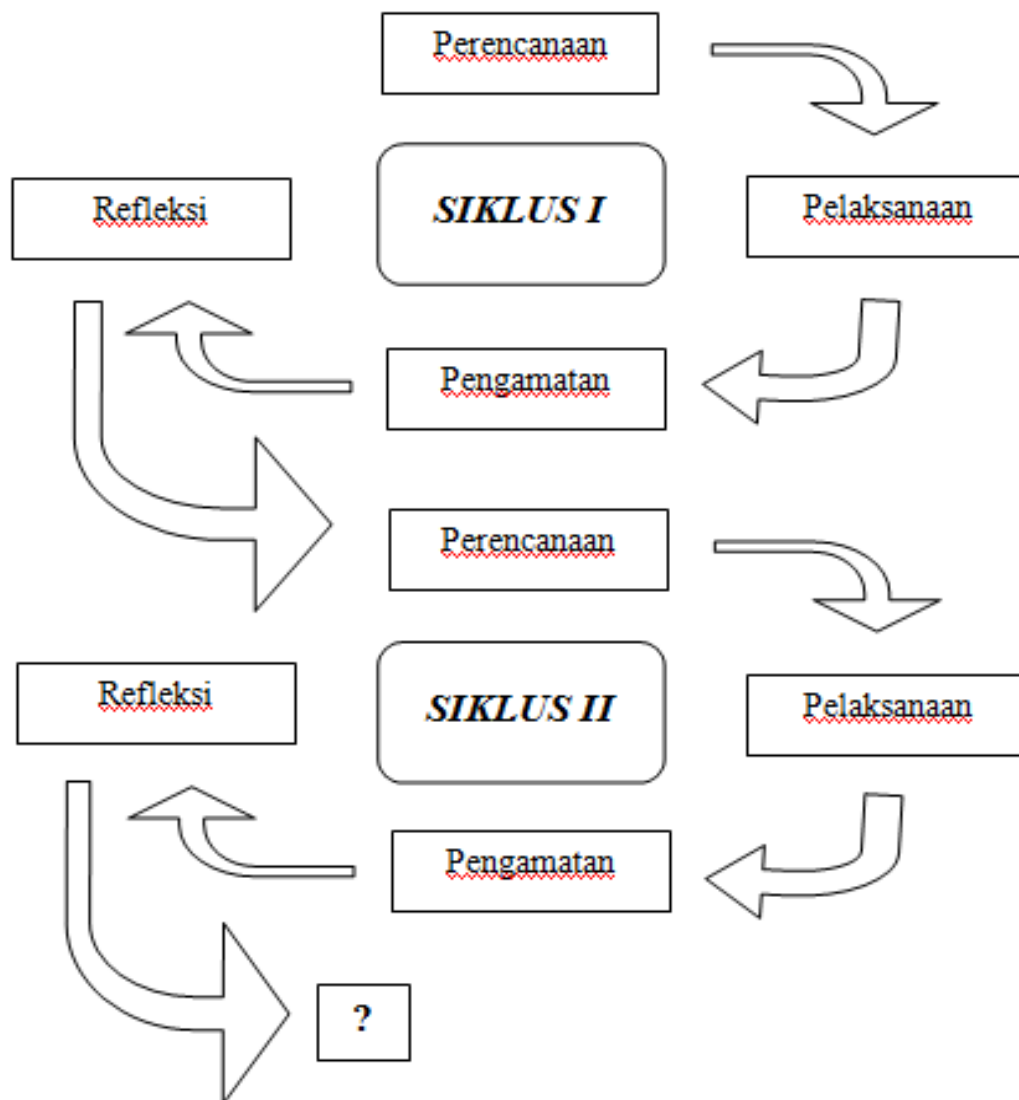 Perencanaan
SIKLUS I
Refleksi
Pelaksanaan
Pengamatan
Perencanaan
SIKLUS II
Refleksi
Pelaksanaan
Pengamatan
?